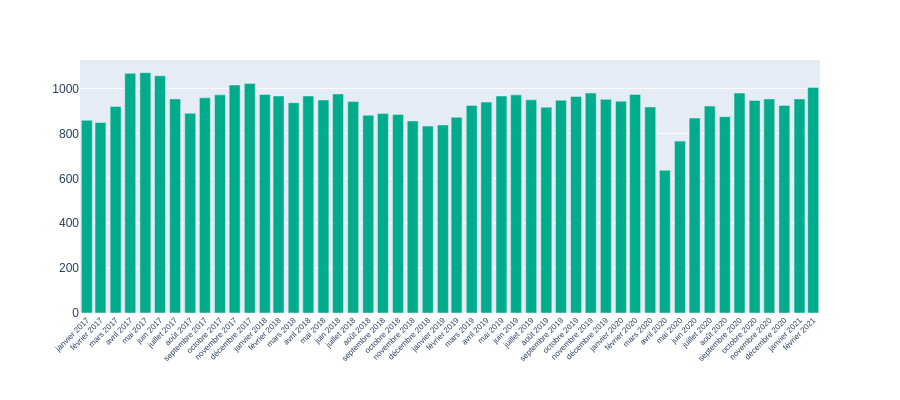 1000
800
600
400
200
0
janvier 2017
février 2017
mars 2017
avril 2017
mai 2017
juin 2017
juillet 2017
août 2017
septembre 2017
octobre 2017
novembre 2017
décembre 2017
janvier 2018
février 2018
mars 2018
avril 2018
mai 2018
juin 2018
juillet 2018
août 2018
septembre 2018
octobre 2018
novembre 2018
décembre 2018
janvier 2019
février 2019
mars 2019
avril 2019
mai 2019
juin 2019
juillet 2019
août 2019
septembre 2019
octobre 2019
novembre 2019
décembre 2019
janvier 2020
février 2020
mars 2020
avril 2020
mai 2020
juin 2020
juillet 2020
août 2020
septembre 2020
octobre 2020
novembre 2020
décembre 2020
janvier 2021
février 2021